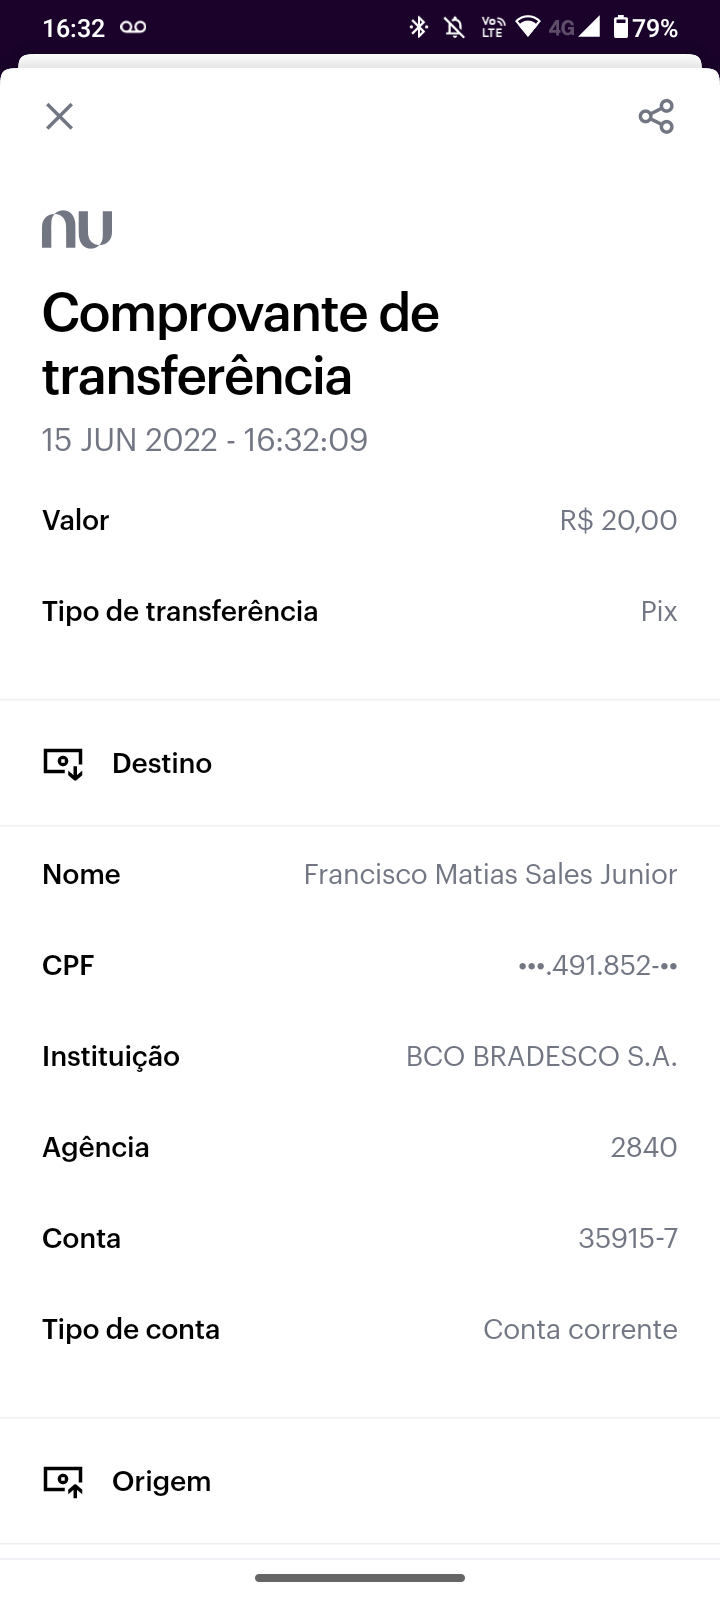 16:32 Vo LTE 4G 79%
nu
Comprovante de
transferência
15 JUN 2022 - 16:32:09
Valor R$ 20,00
Tipo de transferência Pix
Destino
Nome Francisco Matias Sales Junior
CPF •••.491.852-••
Instituição BCO BRADESCO S.A.
Agência 2840
Conta 35915-7
Tipo de conta Conta corrente
Origem